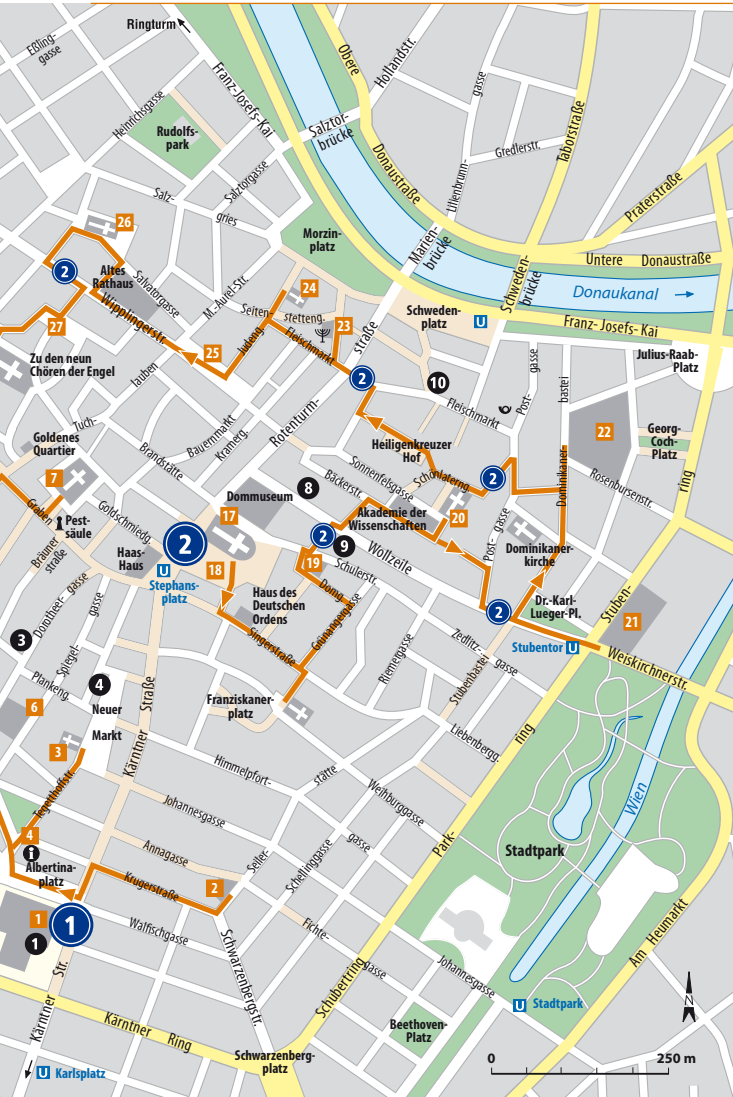 Ringturm
Eßling-
gasse
Franz-Josefs-Kai
Obere
Donaustraße
Hollandstr.
gasse
Lilienbrunn-
Gredlerstr.
Taborstraße
Praterstraße
Heinrichsgasse
Rudolfs-
park
Salztor-
brücke
Salztorgasse
Salz-
gries
Morzin-
platz
Marien-
brücke
Schweden-
brücke
Untere Donaustraße
Donaukanal
Franz- Josefs- Kai
26
2
Altes
Rathaus
Salvatorgasse
Wipplingerstr.
M.-Aurel-Str.
24
Seiten-
stetteng.
23
Schweden-
platz
U
27
25
Judeng.
Fleischmarkt
straße
Rotenturm-
2
10
Fleischmarkt
Post-
gasse
bastei
Dominikaner-
Julius-Raab-
Platz
22
Georg-
Coch-
Platz
Rosenbursenstr.
ring
Zu den neun
Chören der Engel
lauben
Tuch-
Goldenes
Quartier
Brandstätte
Bauernmarkt
Kramerg.
Heiligenkreuzer
Hof
Sonnenfelsgasse
Schönlaterng.
2
7
Graben
Pest-
säule
Goldschmiedg.
Dommuseum
8
Bäckerstr.
Akademie der
Wissenschaften
20
Post-
gasse
Dominikaner-
kirche
17
2
9
Wollzeile
Bräuner
straße
Haas-
Haus
2
U
Stephans-
platz
18
19
Schulerstr.
Domg.
Haus des
Deutschen
Ordens
Grünangergasse
Singerstraße
2
Dr.-Karl-
Lueger-Pl.
Stuben-
21
Stubentor U
Weiskirchnerstr.
Dorotheer-
gasse
Spiegel-
gasse
3
Plankeng.
4
Neuer
Markt
6
3
Kärntner
Straße
Franziskaner-
platz
Riemergasse
Zedlitz-
gasse
Stubenbastei
Liebenbergg.
ring
Park-
Wien
Stadtpark
Himmelpfort-
stätte
Weihburggasse
Johannesgasse
Tegetthoffstr.
4
i
Albertina-
platz
Annagasse
Krugerstraße
2
Seiler-
Schellinggasse
gasse
1
1
1
Walfischgasse
Fichte-
gasse
Schwarzenbergstr.
Johannesgasse
Am Heumarkt
Kärntner
Str.
Kärntner Ring
Schubertring
Schwarzenberg-
platz
Beethoven-
Platz
U Stadtpark
N
0 250 m
U Karlsplatz